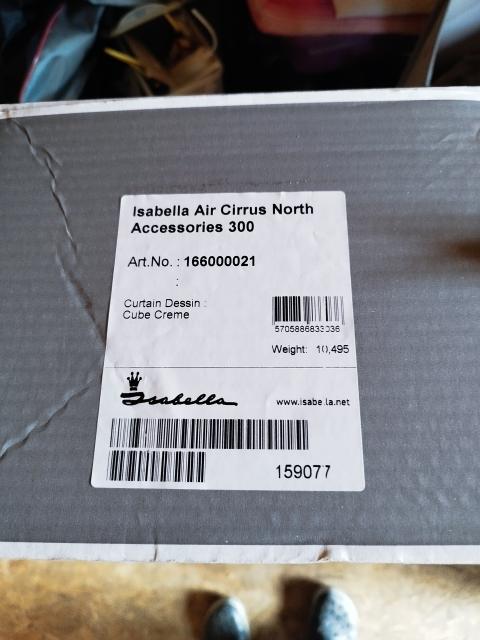 Isabella Air Cirrus North
Accessories 300
Art.No. : 166000021
:
Curtain Dessin :
Cube Creme
5705886833036
Weight: 10,495
Isabella
www.isabella.net
159077